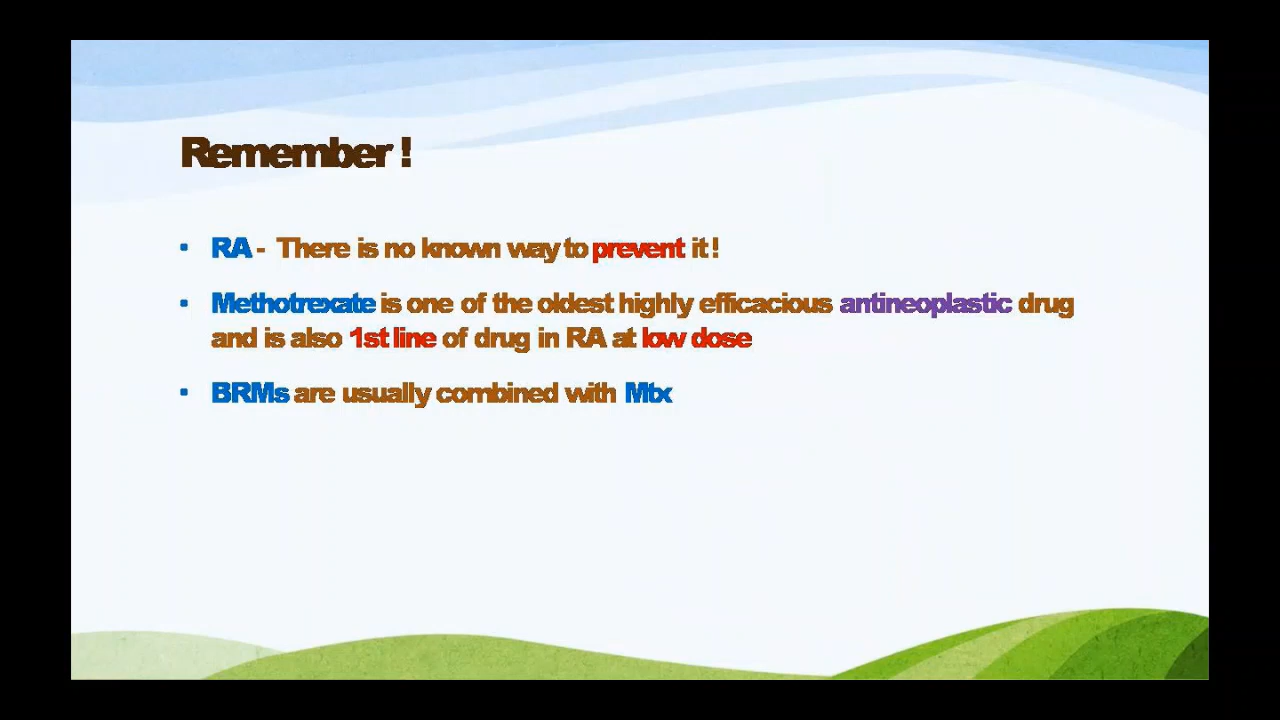 Remember !
• RA - There is no known way to prevent it !
• Methotrexate is one of the oldest highly efficacious antineoplastic drug
and is also 1st line of drug in RA at low dose
• BRMs are usually combined with Mtx